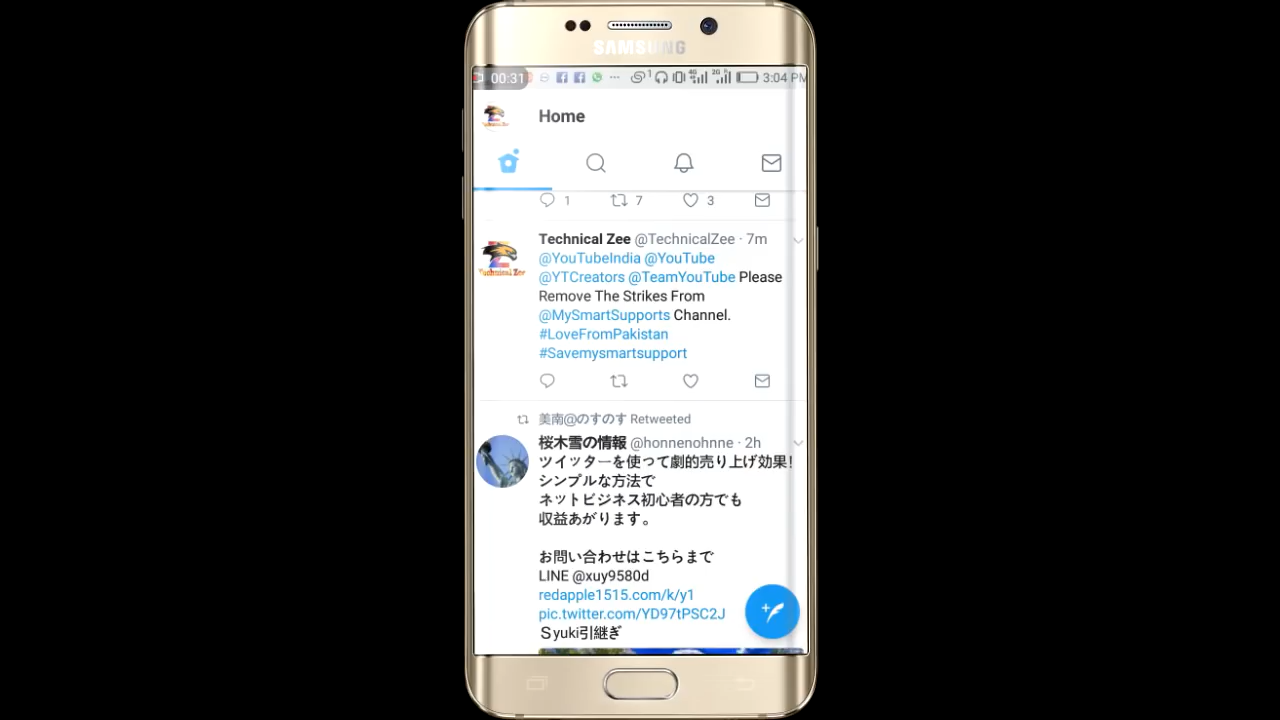 SAMSUNG
00:31
1
4G
2G
3:04 PM
Home
1 7 3
Technical Zee @TechnicalZee · 7m
@YouTubeIndia @YouTube
@YTCreators @TeamYouTube Please
Remove The Strikes From
@MySmartSupports Channel.
#LoveFromPakistan
#Savemysmartsupport
Technical Zee
美南@のすのす Retweeted
桜木雪の情報 @honnenohnne · 2h
ツイッターを使って劇的売り上げ効果!
シンプルな方法で
ネットビジネス初心者の方でも
収益あがります。
お問い合わせはこちらまで
LINE @xuy9580d
redapple1515.com/k/y1
pic.twitter.com/YD97tPSC2J
Ｓyuki引継ぎ